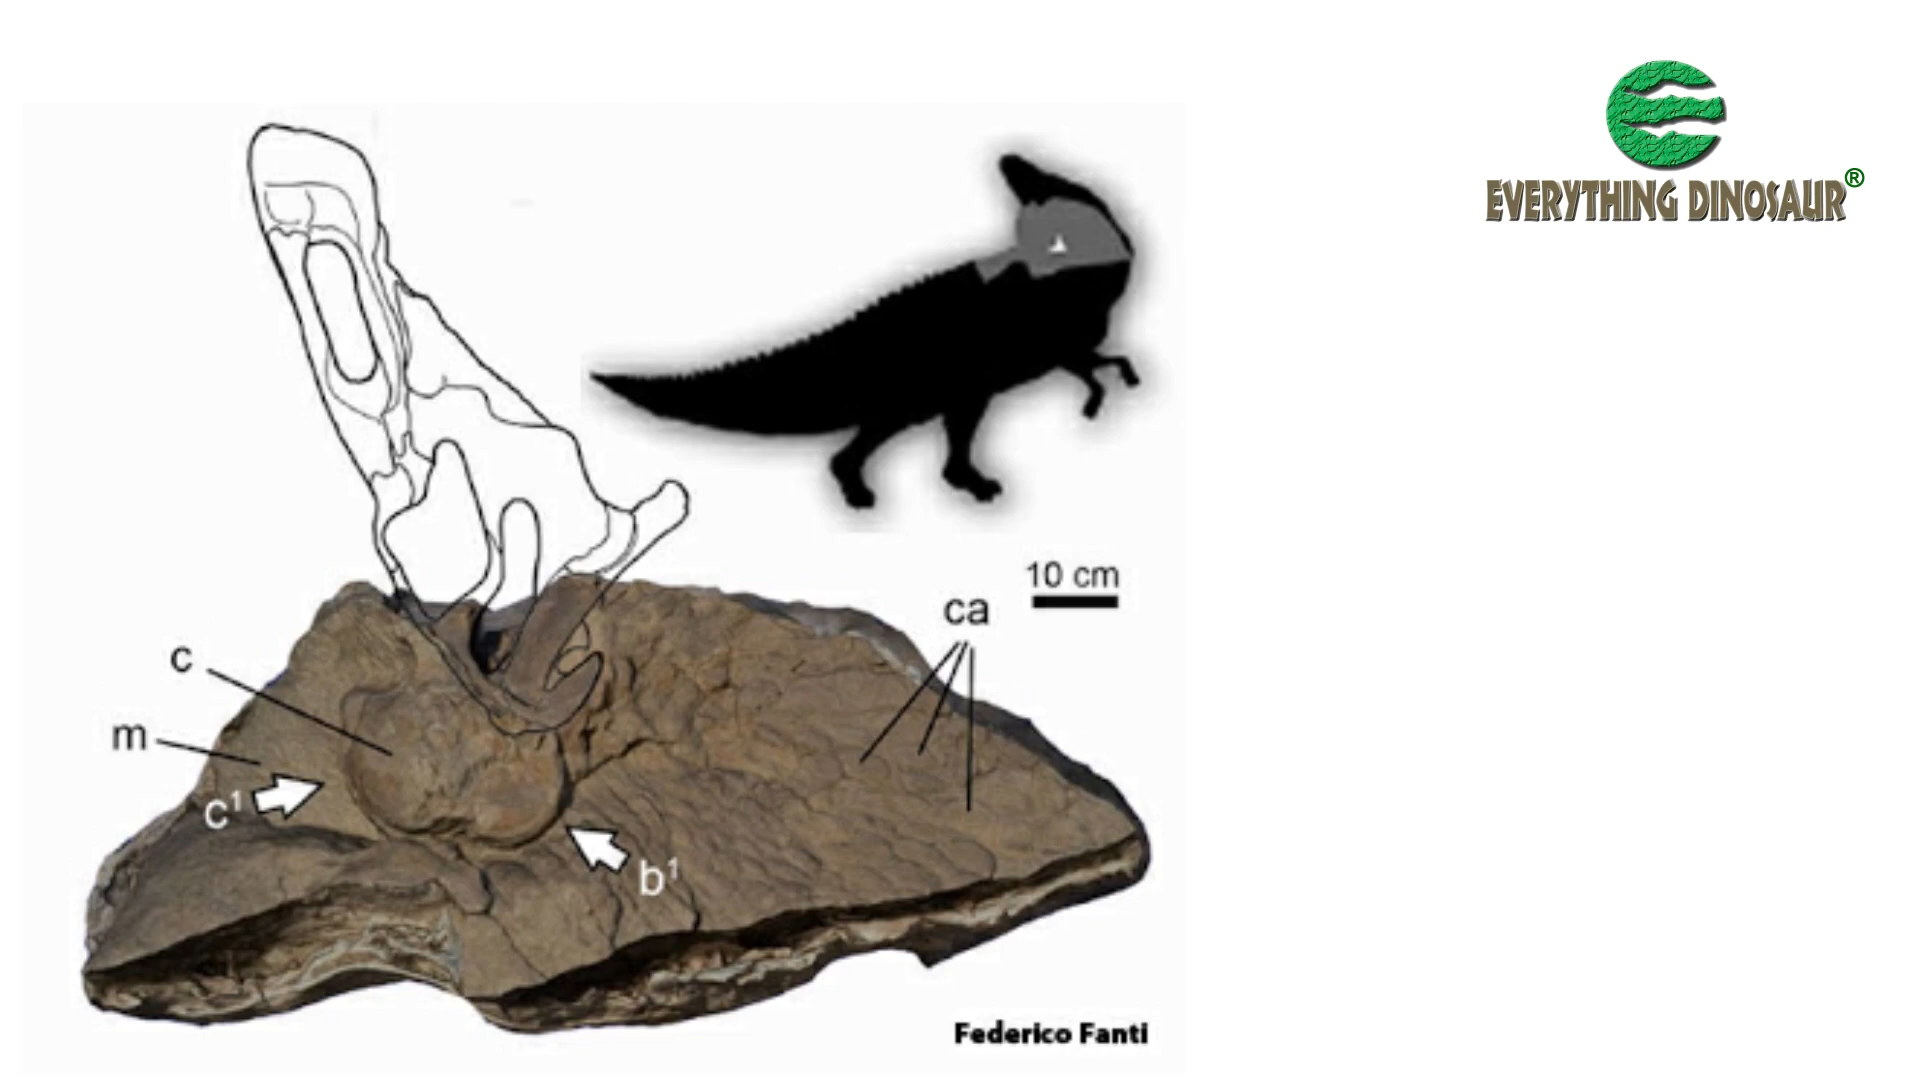 EVERYTHING DINOSAUR®
10 cm
ca
c
m
c¹
b¹
Federico Fanti